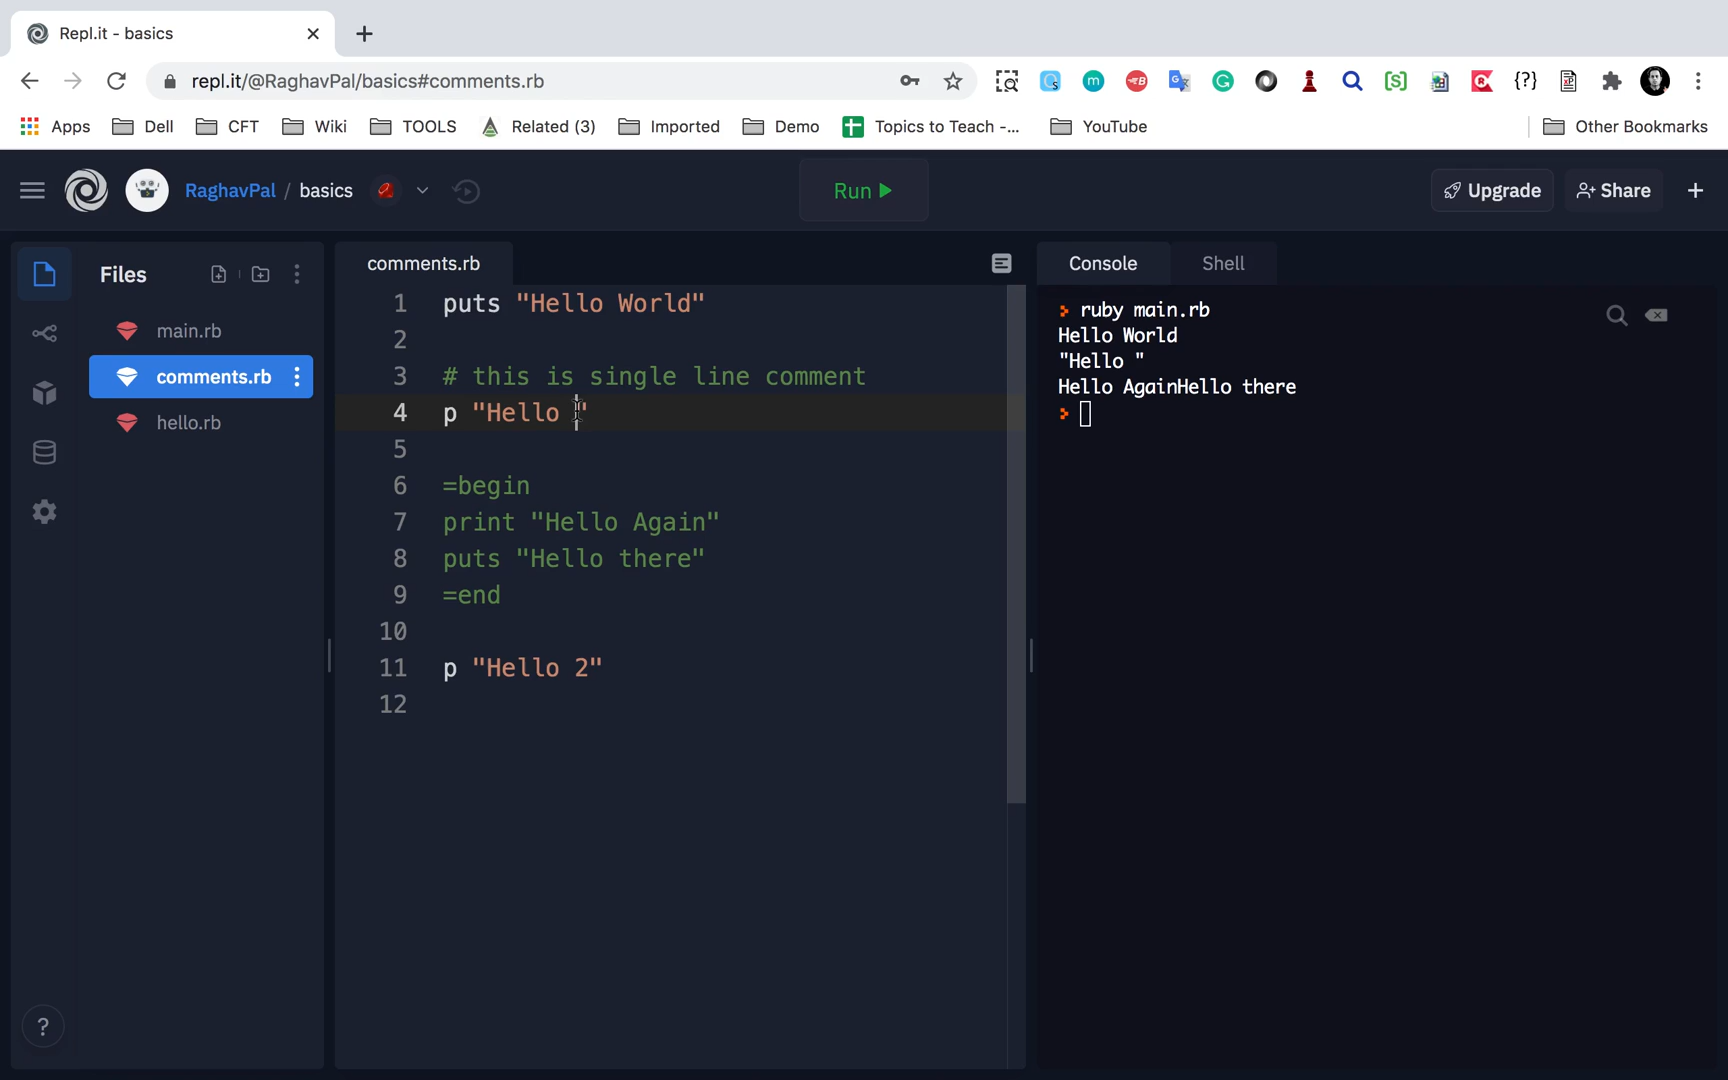 Repl.it - basics
repl.it/@RaghavPal/basics#comments.rb
Apps Dell CFT Wiki TOOLS Related (3) Imported Demo Topics to Teach -... YouTube Other Bookmarks
RaghavPal / basics Run Upgrade Share
Files
main.rb
comments.rb
hello.rb
comments.rb
1 puts "Hello World"
2
3 # this is single line comment
4 p "Hello "
5
6 =begin
7 print "Hello Again"
8 puts "Hello there"
9 =end
10
11 p "Hello 2"
12
Console Shell
ruby main.rb
Hello World
"Hello "
Hello AgainHello there
?